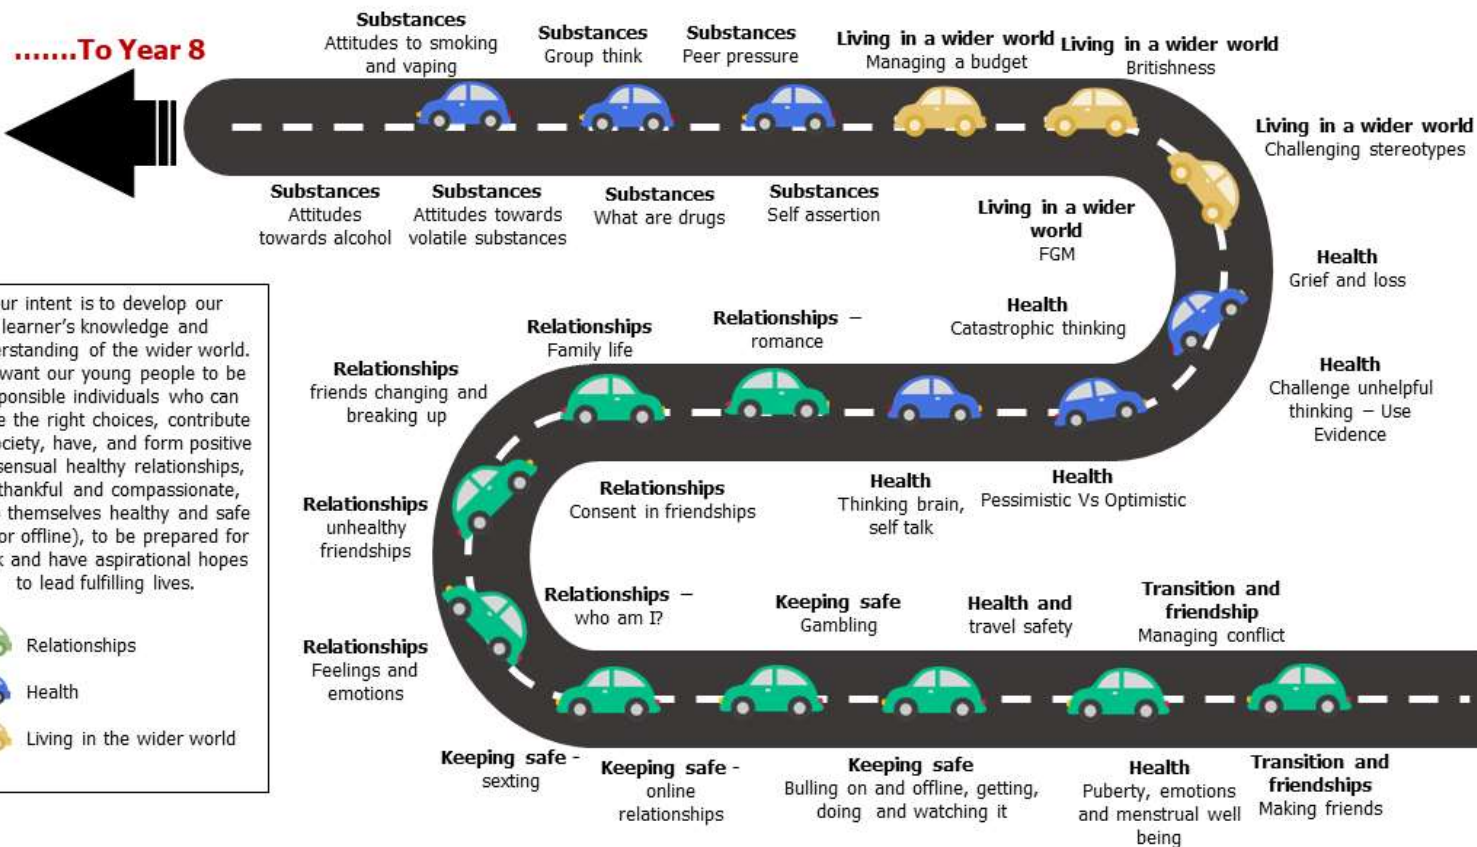 .......To Year 8
Substances
Attitudes to smoking
and vaping
Substances
Group think
Substances
Peer pressure
Living in a wider world
Managing a budget
Living in a wider world
Britishness
Living in a wider world
Challenging stereotypes
Substances
Attitudes
towards alcohol
Substances
Attitudes towards
volatile substances
Substances
What are drugs
Substances
Self assertion
Living in a wider
world
FGM
Health
Grief and loss
Health
Catastrophic thinking
Health
Challenge unhelpful
thinking – Use
Evidence
Relationships –
romance
Relationships
Family life
Relationships
friends changing and
breaking up
Relationships
unhealthy
friendships
Relationships
Consent in friendships
Health
Thinking brain,
self talk
Health
Pessimistic Vs Optimistic
Relationships –
who am I?
Keeping safe
Gambling
Health and
travel safety
Transition and
friendship
Managing conflict
Relationships
Feelings and
emotions
Keeping safe -
sexting
Keeping safe -
online
relationships
Keeping safe
Bulling on and offline, getting,
doing and watching it
Health
Puberty, emotions
and menstrual well
being
Transition and
friendships
Making friends
intent is to develop our
learner's knowledge and
of the wider world.
want our young people to be
individuals who can
the right choices, contribute
have, and form positive
healthy relationships,
thankful and compassionate,
themselves healthy and safe
or offline), to be prepared for
and have aspirational hopes
to lead fulfilling lives.
Relationships
Health
Living in the wider world